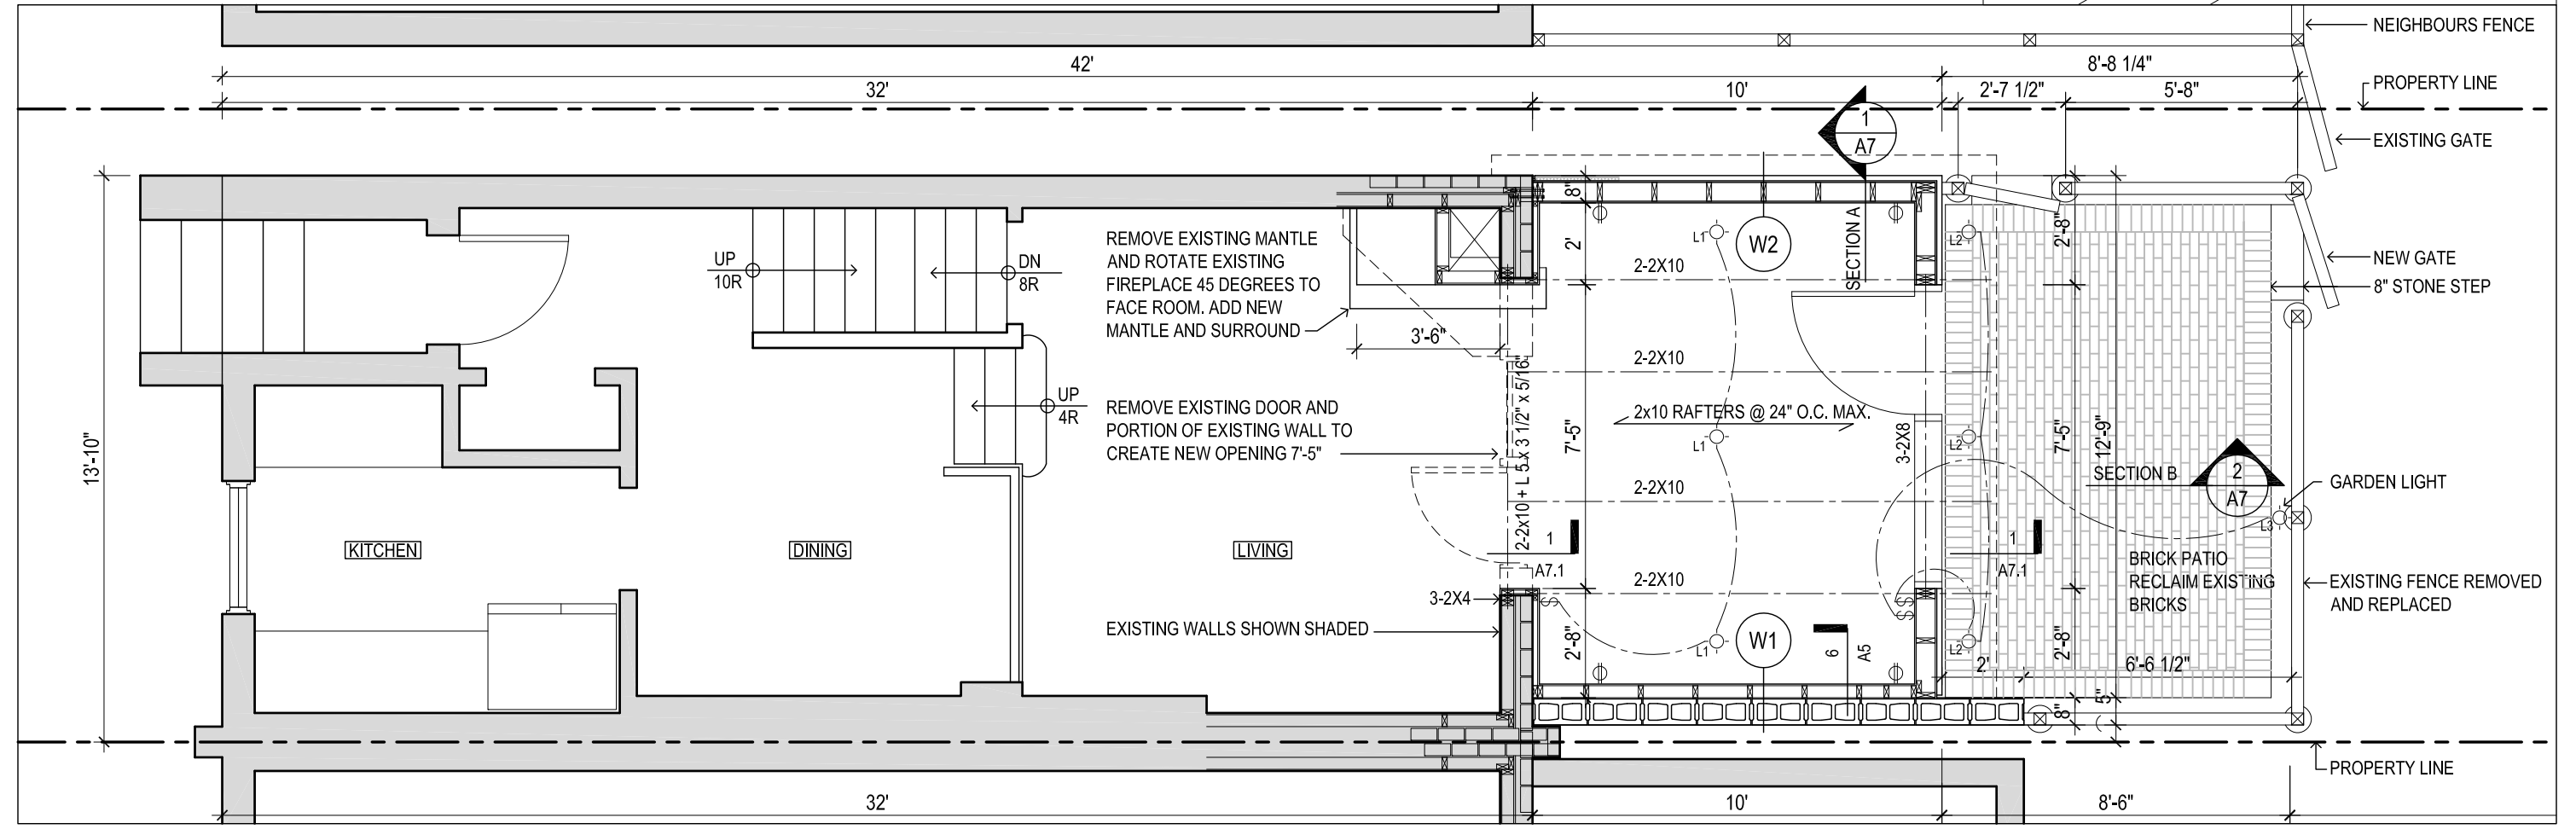 NEIGHBOURS FENCE
42'
8'-8 1/4"
PROPERTY LINE
32'
10'
2'-7 1/2"
5'-8"
1
A7
EXISTING GATE
8"
SECTION A
W2
L1
L2
2'
2'-8"
13'-10"
UP
10R
DN
8R
REMOVE EXISTING MANTLE
AND ROTATE EXISTING
FIREPLACE 45 DEGREES TO
FACE ROOM. ADD NEW
MANTLE AND SURROUND
2-2X10
NEW GATE
8" STONE STEP
3'-6"
2-2X10
UP
4R
REMOVE EXISTING DOOR AND
PORTION OF EXISTING WALL TO
CREATE NEW OPENING 7'-5"
2-2x10 + L 5 x 3 1/2" x 5/16"
7'-5"
2x10 RAFTERS @ 24" O.C. MAX.
L1
3-2X8
L2
7'-5"
12'-9"
SECTION B
2
A7
GARDEN LIGHT
L3
2-2X10
KITCHEN
DINING
LIVING
1
A7.1
1
A7.1
BRICK PATIO
RECLAIM EXISTING
BRICKS
EXISTING FENCE REMOVED
AND REPLACED
2-2X10
3-2X4
S
S S
EXISTING WALLS SHOWN SHADED
2'-8"
L1
W1
6
A5
L2
2'
2'-8"
6'-6 1/2"
8"
5"
PROPERTY LINE
32'
10'
8'-6"